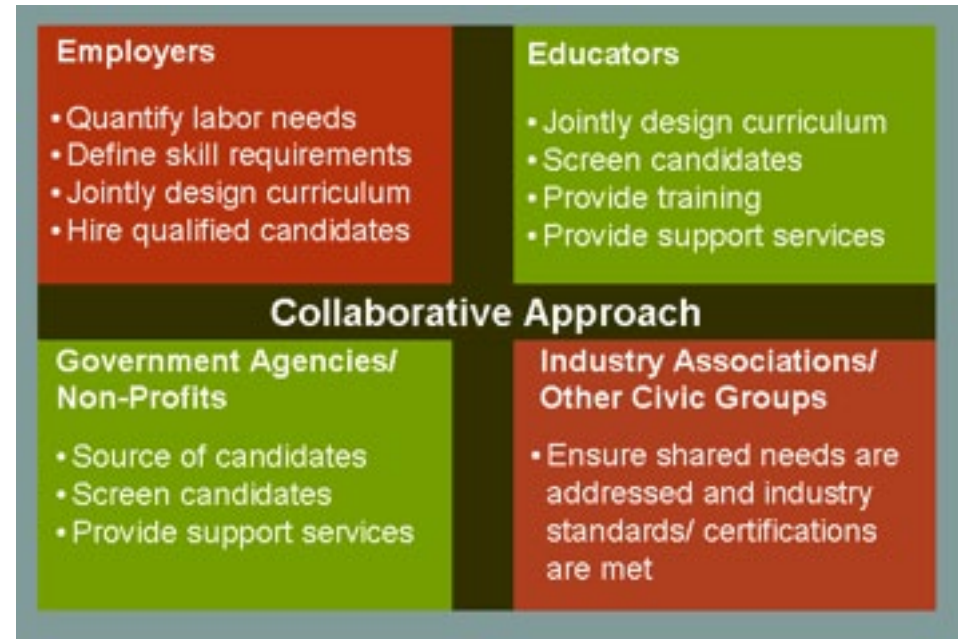 Employers
• Quantify labor needs
• Define skill requirements
• Jointly design curriculum
• Hire qualified candidates
Educators
• Jointly design curriculum
• Screen candidates
• Provide training
• Provide support services
Collaborative Approach
Government Agencies/
Non-Profits
• Source of candidates
• Screen candidates
• Provide support services
Industry Associations/
Other Civic Groups
• Ensure shared needs are
addressed and industry
standards/ certifications
are met